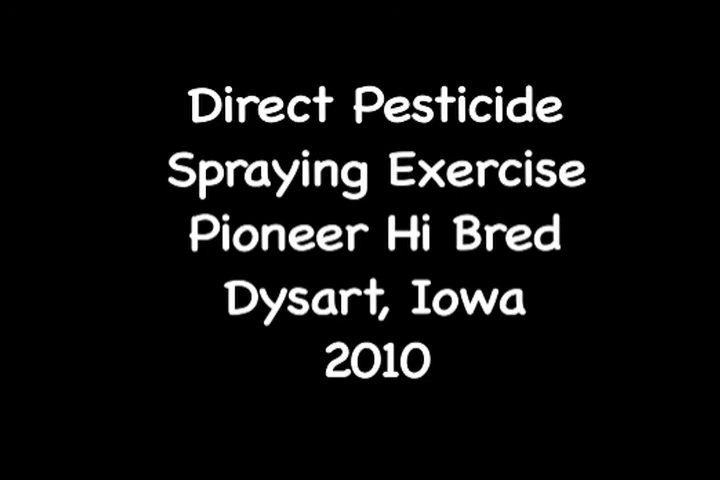 Direct Pesticide
Spraying Exercise
Pioneer Hi Bred
Dysart, Iowa
2010